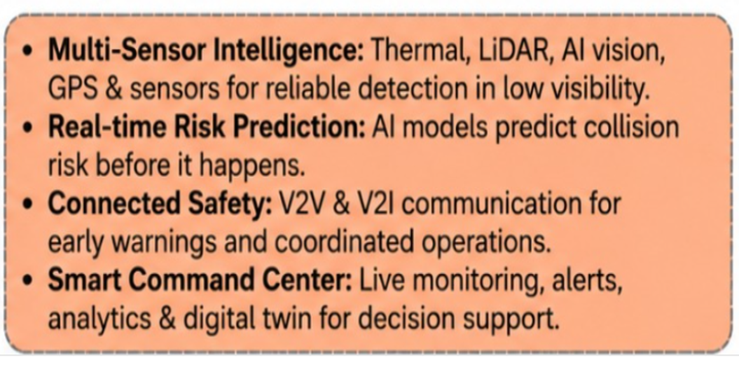 • Multi-Sensor Intelligence: Thermal, LiDAR, AI vision,
GPS & sensors for reliable detection in low visibility.
• Real-time Risk Prediction: AI models predict collision
risk before it happens.
• Connected Safety: V2V & V2I communication for
early warnings and coordinated operations.
• Smart Command Center: Live monitoring, alerts,
analytics & digital twin for decision support.